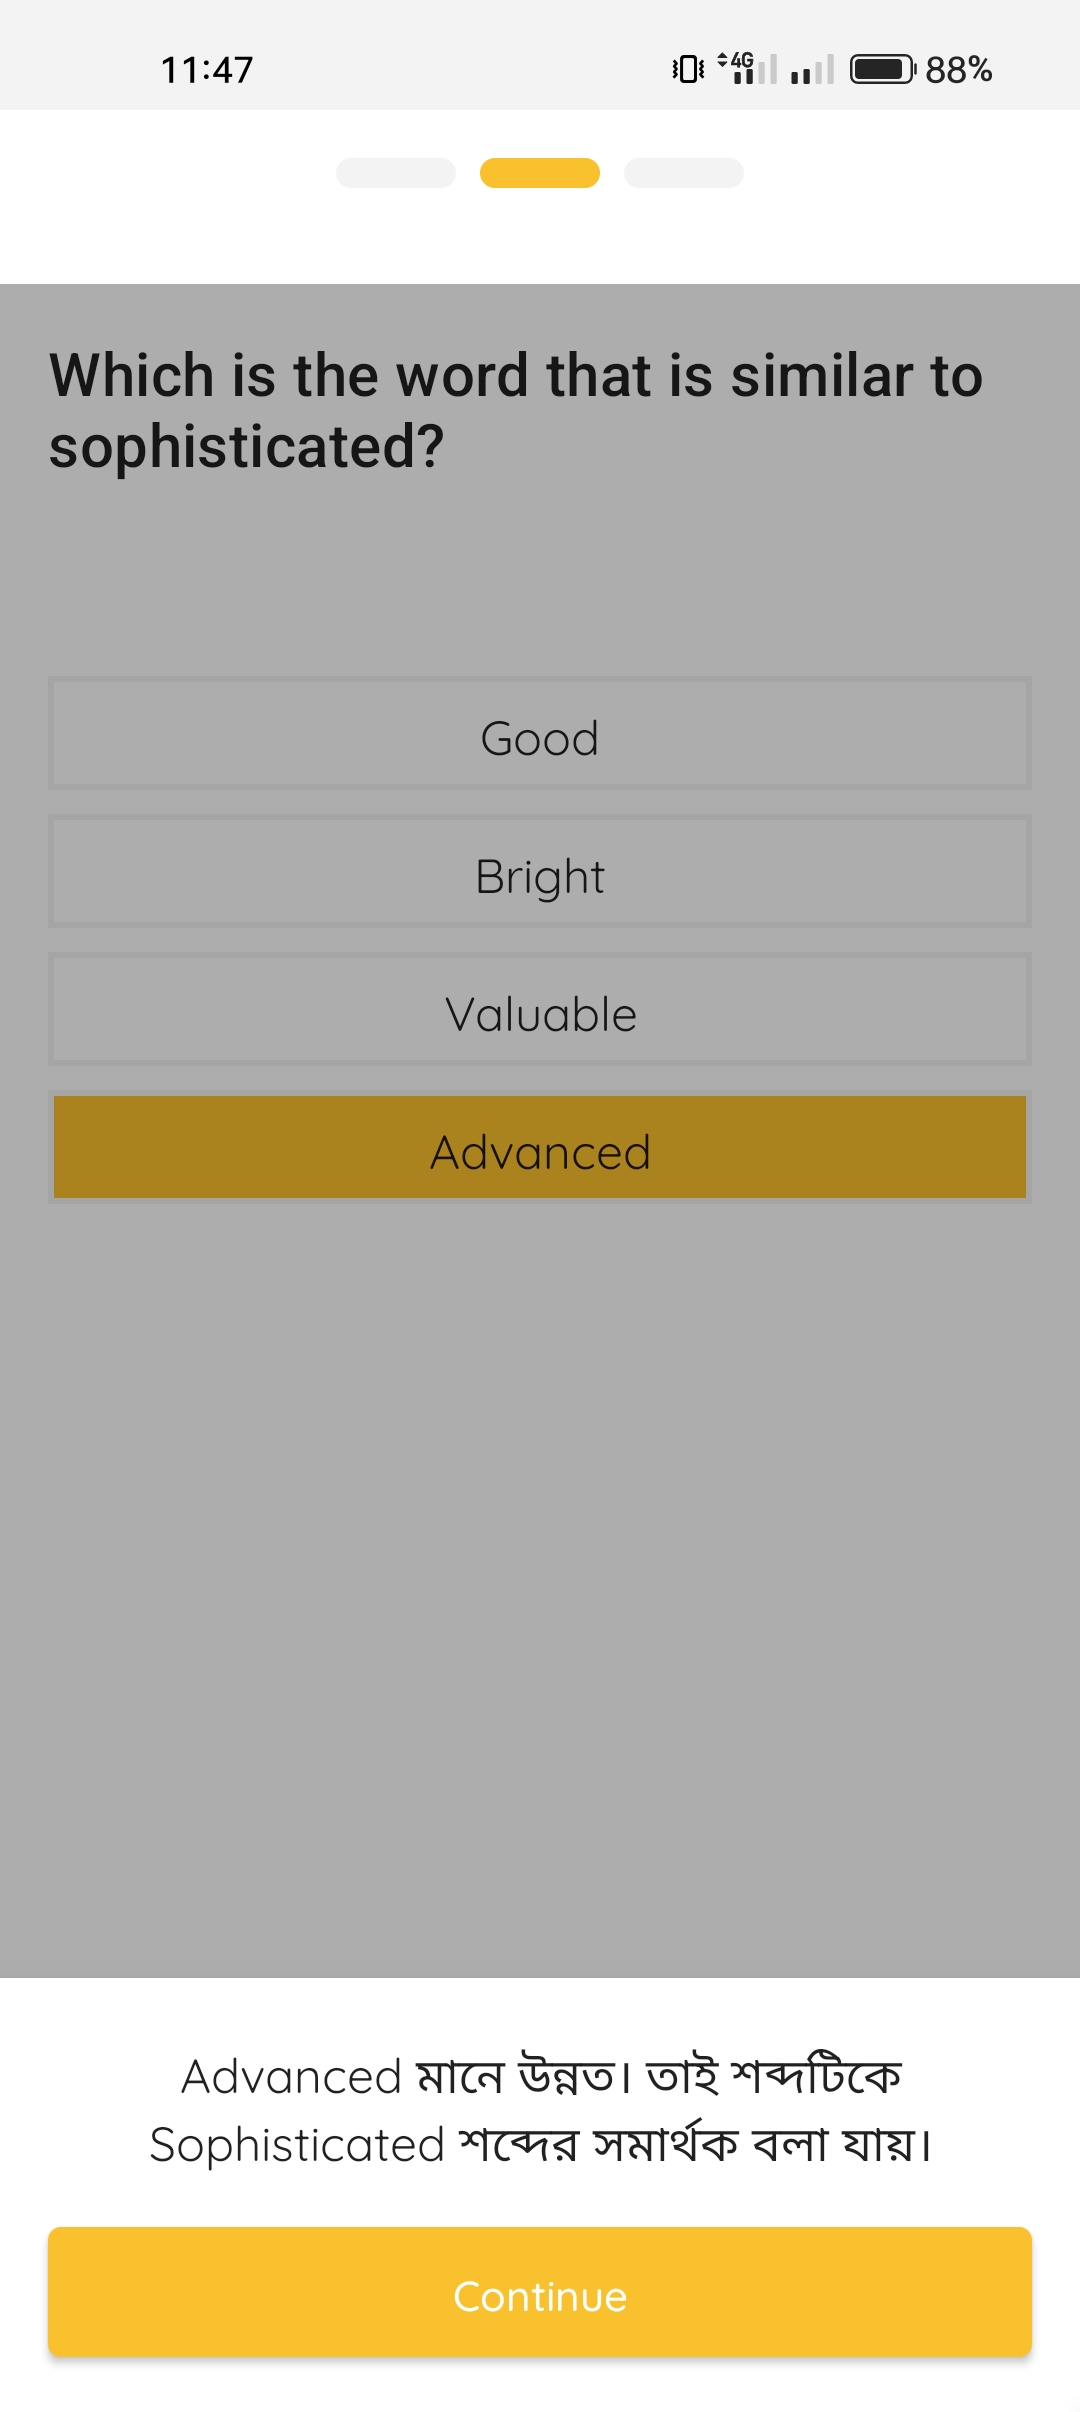 11:47
4G
88%
Which is the word that is similar to
sophisticated?
Good
Bright
Valuable
Advanced
Advanced মানে উন্নত। তাই শব্দটিকে
Sophisticated শব্দের সমার্থক বলা যায়।
Continue